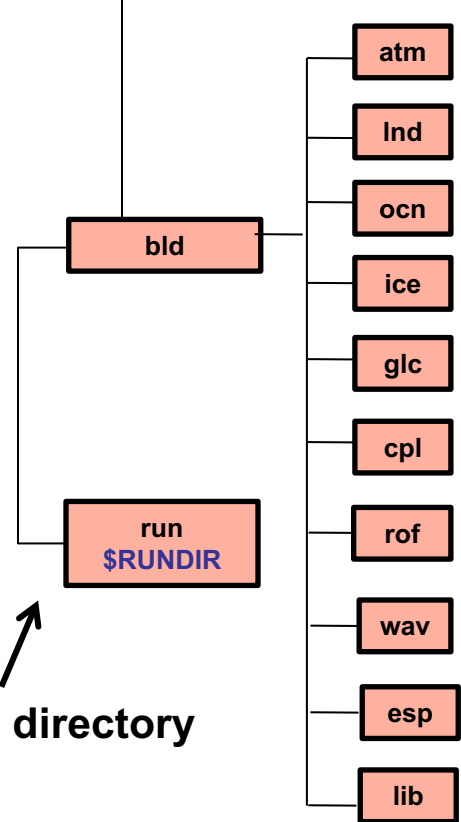 bld
run
$RUNDIR
directory
atm
lnd
ocn
ice
glc
cpl
rof
wav
esp
lib